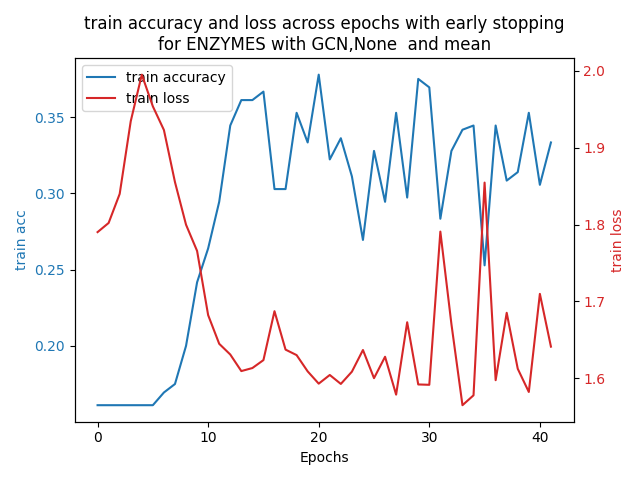 train accuracy and loss across epochs with early stopping
for ENZYMES with GCN,None  and mean
train accuracy
train loss
0.35
0.30
0.25
0.20
train acc
2.0
1.9
1.8
1.7
1.6
train loss
0
10
20
30
40
Epochs